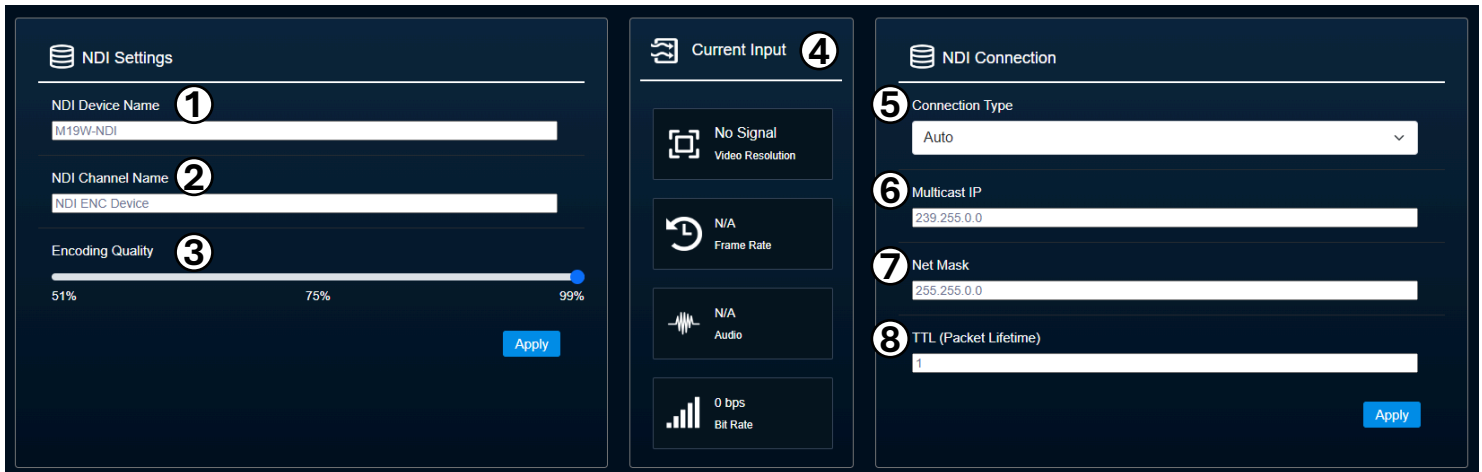 NDI Settings
NDI Device Name 1
M19W-NDI
NDI Channel Name 2
NDI ENC Device
Encoding Quality 3
51% 75% 99%
Apply
Current Input 4
No Signal
Video Resolution
N/A
Frame Rate
N/A
Audio
0 bps
Bit Rate
NDI Connection
5 Connection Type
Auto
6 Multicast IP
239.255.0.0
7 Net Mask
255.255.0.0
8 TTL (Packet Lifetime)
1
Apply